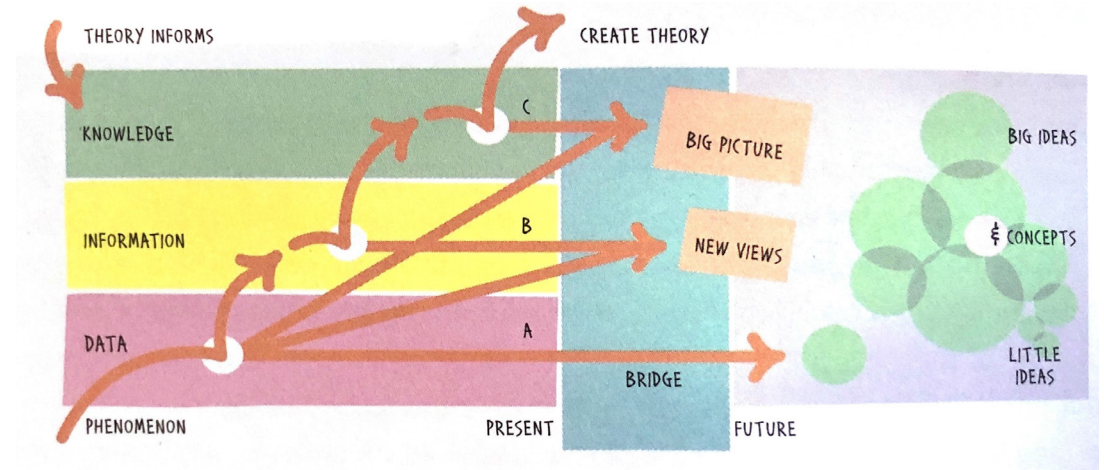 THEORY INFORMS
CREATE THEORY
C
KNOWLEDGE
BIG PICTURE
BIG IDEAS
B
INFORMATION
NEW VIEWS
& CONCEPTS
A
DATA
BRIDGE
LITTLE
IDEAS
PHENOMENON
PRESENT
FUTURE